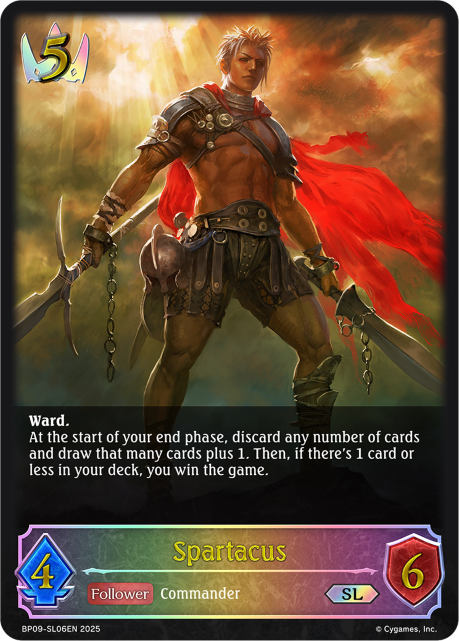 5
Ward.
At the start of your end phase, discard any number of cards
and draw that many cards plus 1. Then, if there's 1 card or
less in your deck, you win the game.
Spartacus
4
Follower Commander
SL
6
BP09-SL06EN 2025
© Cygames, Inc.